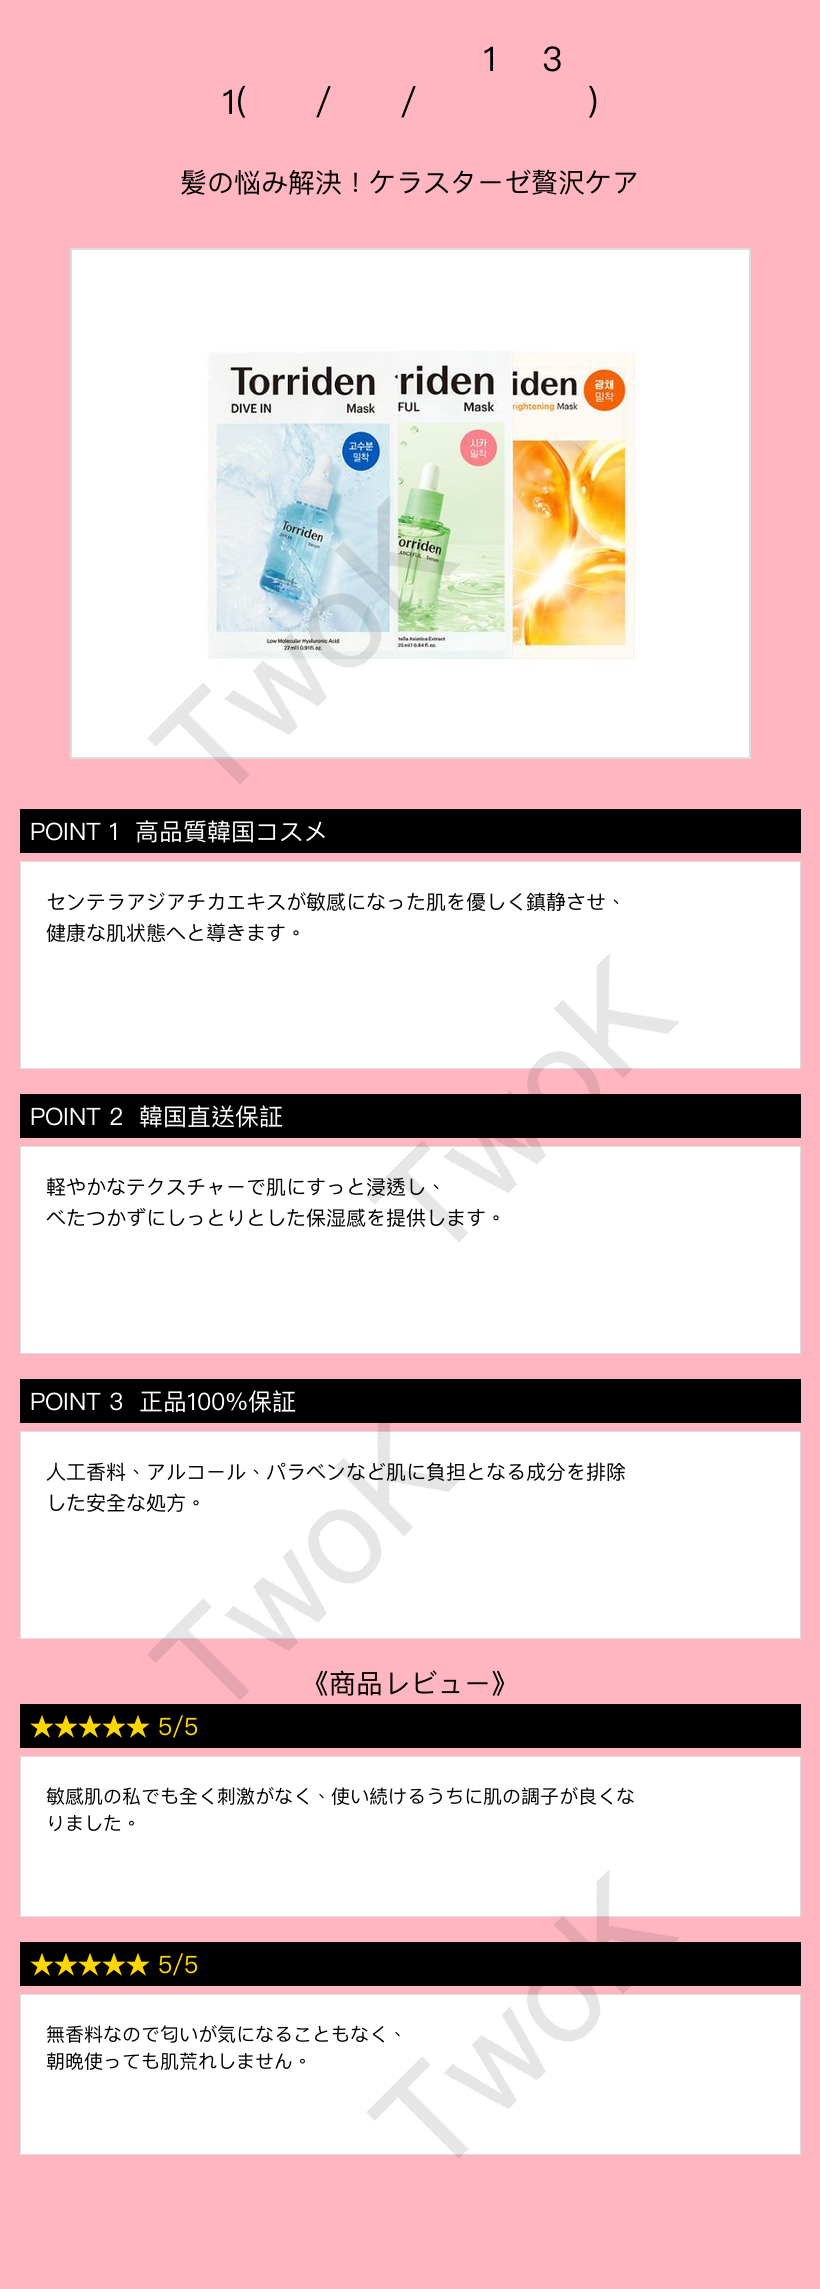 1 3
1( / / )
髪の悩み解決！ケラスターゼ贅沢ケア
Torriden
DIVE IN Mask
고수분
밀착
Torriden
DIVE IN Serum
Low Molecular Hyaluronic Acid
27ml | 0.91fl. oz.
riden
FUL Mask
시카
밀착
Torriden
Serum
tella Asiatica Extract
25ml | 0.84 fl. oz.
iden
rightening Mask
광채
밀착
TwoK
POINT 1 高品質韓国コスメ
センテラアジアチカエキスが敏感になった肌を優しく鎮静させ、
健康な肌状態へと導きます。
TwoK
POINT 2 韓国直送保証
軽やかなテクスチャーで肌にすっと浸透し、
べたつかずにしっとりとした保湿感を提供します。
POINT 3 正品100%保証
人工香料、アルコール、パラベンなど肌に負担となる成分を排除
した安全な処方。
TwoK
《商品レビュー》
★★★★★ 5/5
敏感肌の私でも全く刺激がなく、使い続けるうちに肌の調子が良くな
りました。
★★★★★ 5/5
無香料なので匂いが気になることもなく、
朝晩使っても肌荒れしません。
TwoK